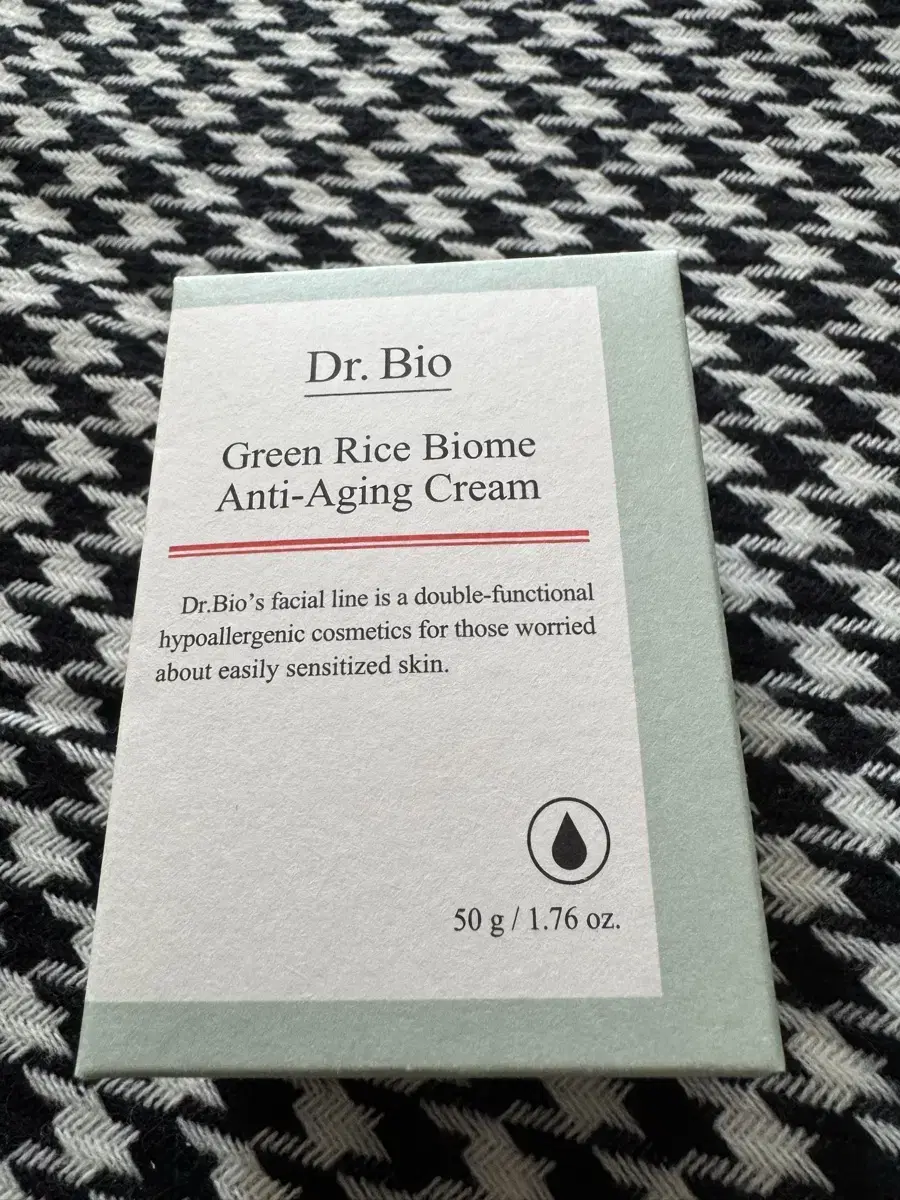 Dr. Bio
Green Rice Biome
Anti-Aging Cream
Dr.Bio's facial line is a double-functional
hypoallergenic cosmetics for those worried
about easily sensitized skin.
50 g / 1.76 oz.